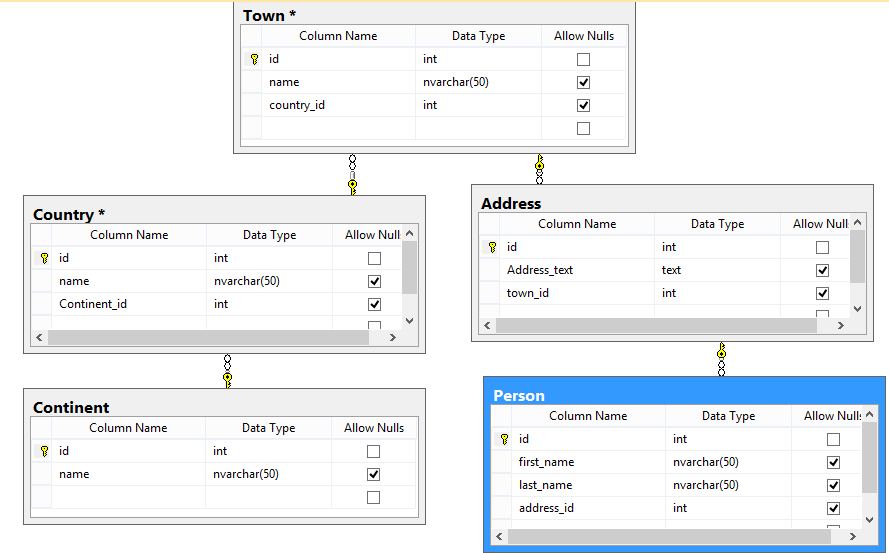 Town *
Column Name Data Type Allow Nulls
id int
name nvarchar(50)
country_id int
Country *
Column Name Data Type Allow Nulls
id int
name nvarchar(50)
Continent_id int
Address
Column Name Data Type Allow Nulls
id int
Address_text text
town_id int
Continent
Column Name Data Type Allow Nulls
id int
name nvarchar(50)
Person
Column Name Data Type Allow Nulls
id int
first_name nvarchar(50)
last_name nvarchar(50)
address_id int